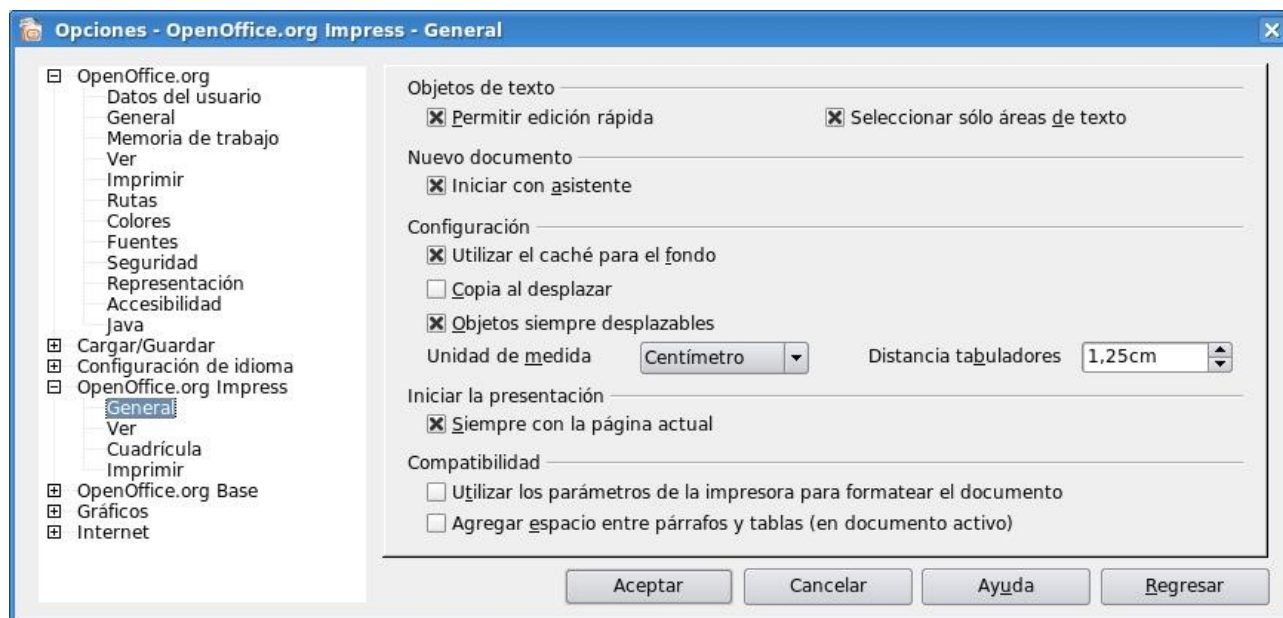 Opciones - OpenOffice.org Impress - General
OpenOffice.org
Datos del usuario
General
Memoria de trabajo
Ver
Imprimir
Rutas
Colores
Fuentes
Seguridad
Representación
Accesibilidad
Java
Cargar/Guardar
Configuración de idioma
OpenOffice.org Impress
General
Ver
Cuadrícula
Imprimir
OpenOffice.org Base
Gráficos
Internet
Objetos de texto
Permitir edición rápida Seleccionar sólo áreas de texto
Nuevo documento
Iniciar con asistente
Configuración
Utilizar el caché para el fondo
Copia al desplazar
Objetos siempre desplazables
Unidad de medida Centímetro Distancia tabuladores 1,25cm
Iniciar la presentación
Siempre con la página actual
Compatibilidad
Utilizar los parámetros de la impresora para formatear el documento
Agregar espacio entre párrafos y tablas (en documento activo)
Aceptar Cancelar Ayuda Regresar